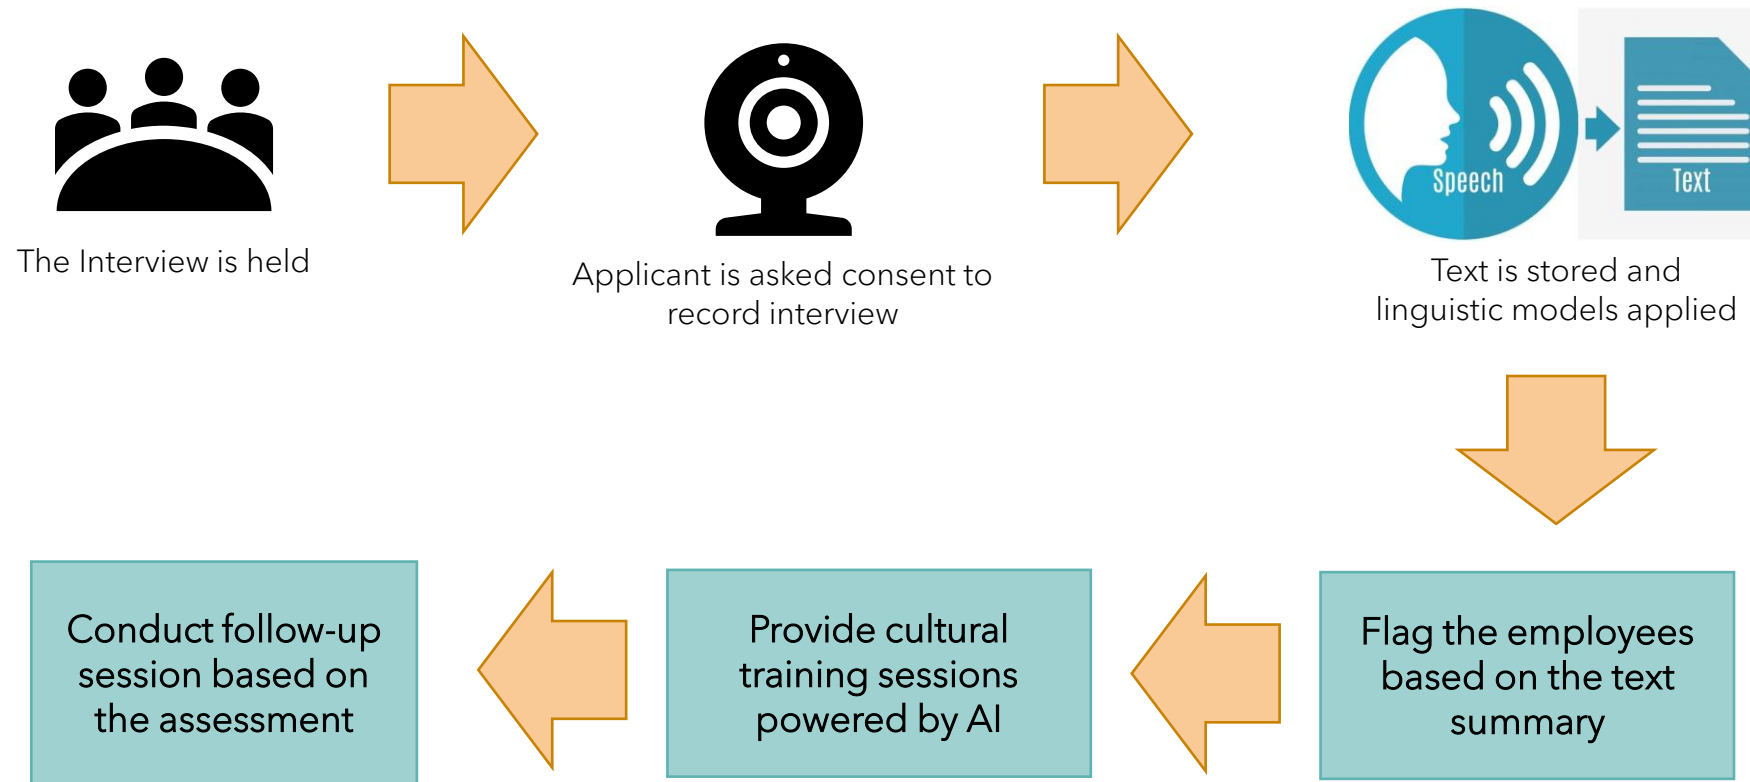 The Interview is held
Applicant is asked consent to
record interview
Speech
Text
Text is stored and
linguistic models applied
Flag the employees
based on the text
summary
Provide cultural
training sessions
powered by AI
Conduct follow-up
session based on
the assessment